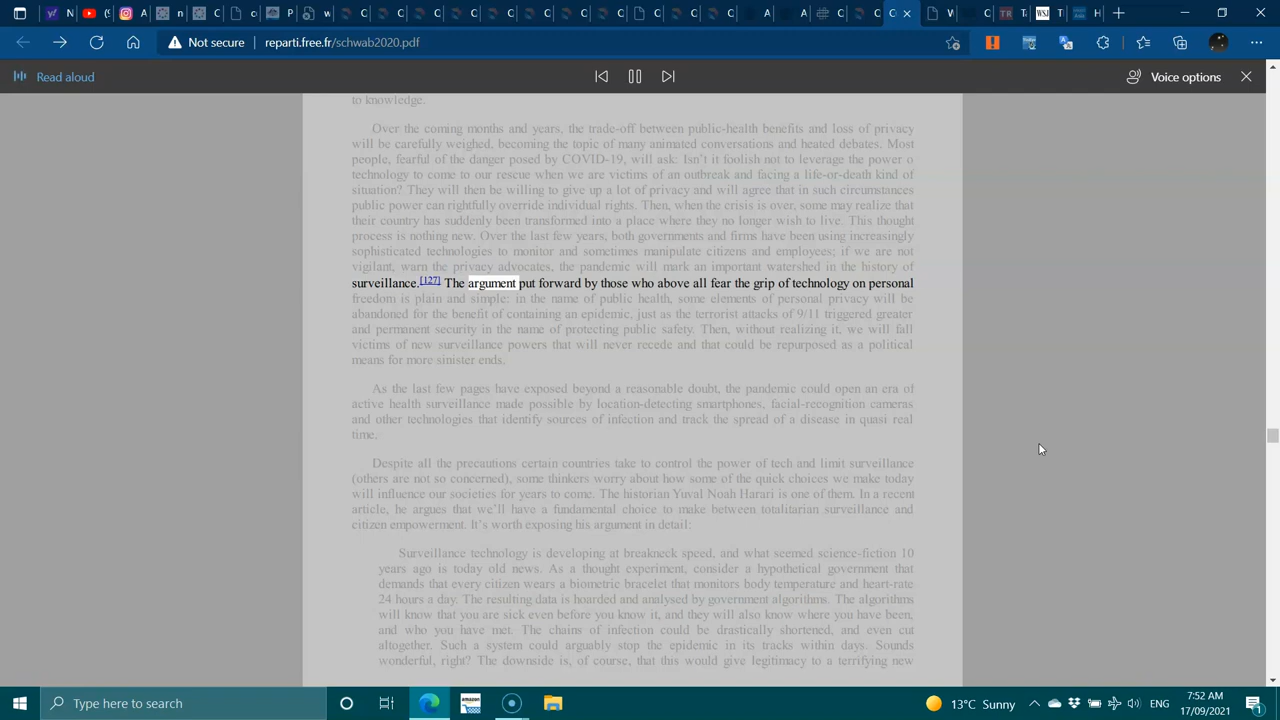 N
n
C
C
P
w
C
C
C
C
C
C
C
C
C
A
A
C
C
W
C
Te
T
H
Not secure
reparti.free.fr/schwab2020.pdf
Read aloud
Voice options
to knowledge.
Over the coming months and years, the trade-off between public-health benefits and loss of privacy
will be carefully weighed, becoming the topic of many animated conversations and heated debates. Most
people, fearful of the danger posed by COVID-19, will ask: Isn't it foolish not to leverage the power o
technology to come to our rescue when we are victims of an outbreak and facing a life-or-death kind of
situation? They will then be willing to give up a lot of privacy and will agree that in such circumstances
public power can rightfully override individual rights. Then, when the crisis is over, some may realize that
their country has suddenly been transformed into a place where they no longer wish to live. This thought
process is nothing new. Over the last few years, both governments and firms have been using increasingly
sophisticated technologies to monitor and sometimes manipulate citizens and employees; if we are not
vigilant, warn the privacy advocates, the pandemic will mark an important watershed in the history of
surveillance.[127] The argument put forward by those who above all fear the grip of technology on personal
freedom is plain and simple: in the name of public health, some elements of personal privacy will be
abandoned for the benefit of containing an epidemic, just as the terrorist attacks of 9/11 triggered greater
and permanent security in the name of protecting public safety. Then, without realizing it, we will fall
victims of new surveillance powers that will never recede and that could be repurposed as a political
means for more sinister ends.
As the last few pages have exposed beyond a reasonable doubt, the pandemic could open an era of
active health surveillance made possible by location-detecting smartphones, facial-recognition cameras
and other technologies that identify sources of infection and track the spread of a disease in quasi real
time.
Despite all the precautions certain countries take to control the power of tech and limit surveillance
(others are not so concerned), some thinkers worry about how some of the quick choices we make today
will influence our societies for years to come. The historian Yuval Noah Harari is one of them. In a recent
article, he argues that we'll have a fundamental choice to make between totalitarian surveillance and
citizen empowerment. It's worth exposing his argument in detail:
Surveillance technology is developing at breakneck speed, and what seemed science-fiction 10
years ago is today old news. As a thought experiment, consider a hypothetical government that
demands that every citizen wears a biometric bracelet that monitors body temperature and heart-rate
24 hours a day. The resulting data is hoarded and analysed by government algorithms. The algorithms
will know that you are sick even before you know it, and they will also know where you have been,
and who you have met. The chains of infection could be drastically shortened, and even cut
altogether. Such a system could arguably stop the epidemic in its tracks within days. Sounds
wonderful, right? The downside is, of course, that this would give legitimacy to a terrifying new
Type here to search
amazon
13°C Sunny
ENG
7:52 AM
17/09/2021